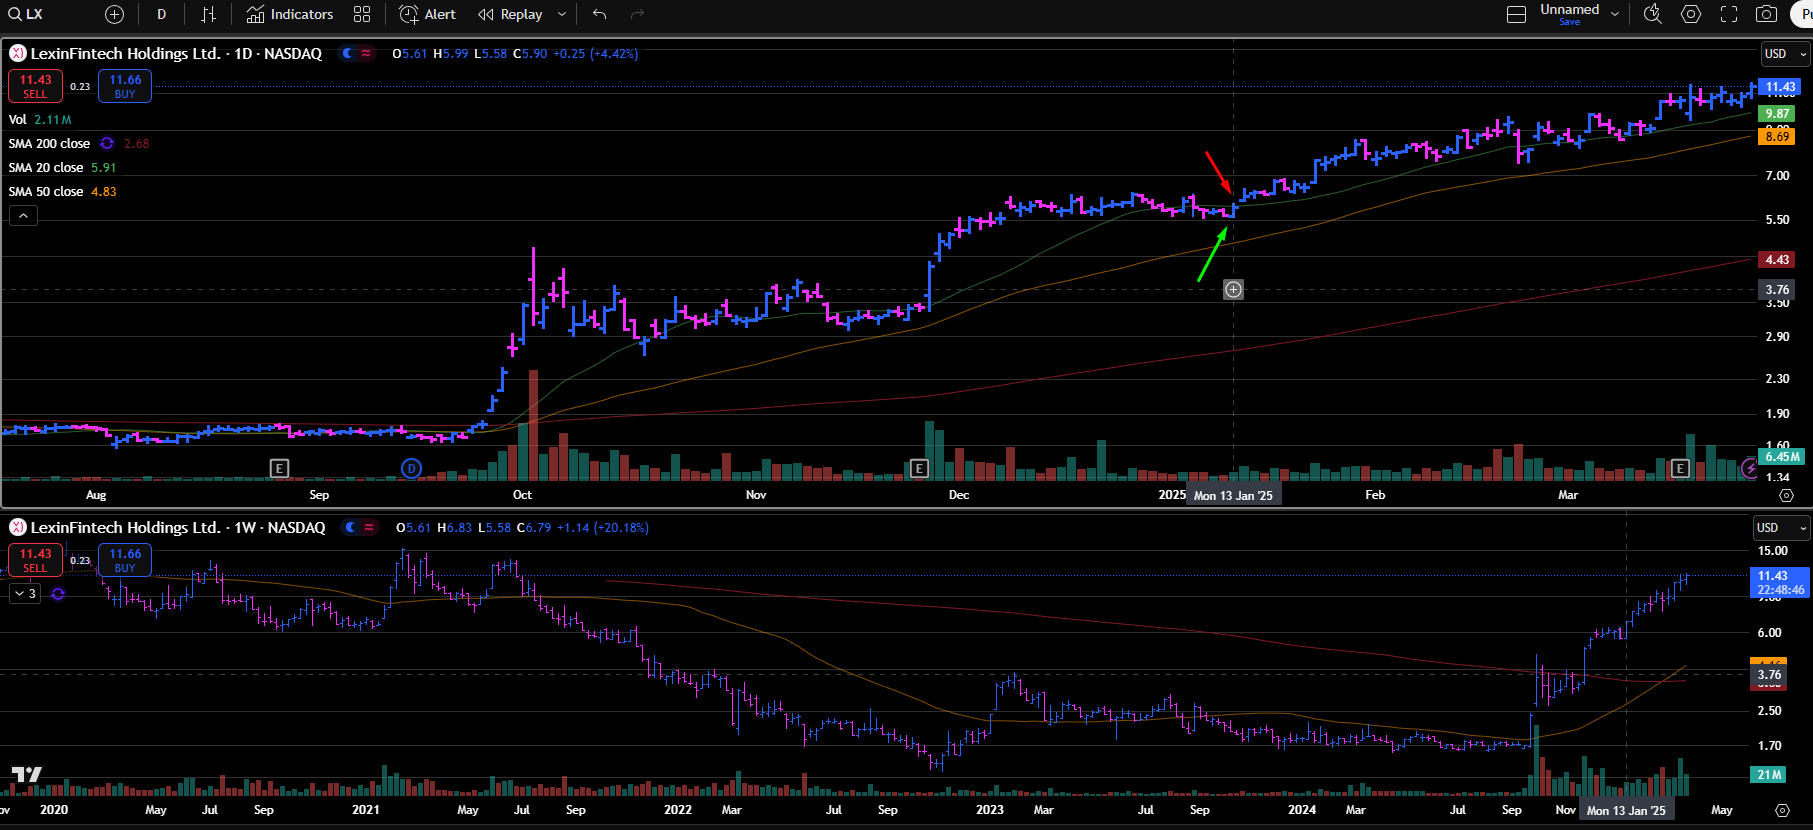 LX D Indicators Alert Replay Unnamed Save
LexinFintech Holdings Ltd. · 1D · NASDAQ O5.61 H5.99 L5.58 C5.90 +0.25 (+4.42%) USD
11.43 SELL 0.23 11.66 BUY
Vol 2.11M
SMA 200 close 2.68
SMA 20 close 5.91
SMA 50 close 4.83
11.43
9.87
8.69
7.00
5.50
4.43
3.76
3.50
2.90
2.30
1.90
1.60
6.45M
1.34
E D E E
Aug Sep Oct Nov Dec 2025 Mon 13 Jan '25 Feb Mar
LexinFintech Holdings Ltd. · 1W · NASDAQ O5.61 H6.83 L5.58 C6.79 +1.14 (+20.18%) USD
11.43 SELL 0.23 11.66 BUY
3
15.00
11.43
22:48:46
6.00
3.76
2.50
1.70
21M
2020 May Jul Sep 2021 May Jul Sep 2022 Mar Jul Sep 2023 Mar Jul Sep 2024 Mar Jul Sep Nov Mon 13 Jan '25 May